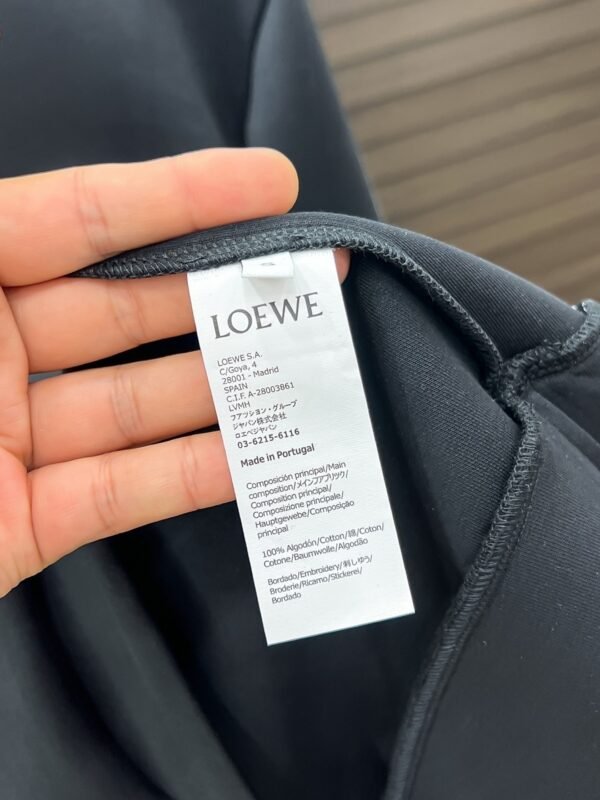 LOEWE
LOEWE S.A.
C/Goya, 4
28001 - Madrid
SPAIN
C.I.F. A-28003861
LVMH
フアッション・グループ
ジャパン株式会社
ロエベジャパン
03-6215-6116
Made in Portugal
Composición principal/Main
composition/メインファブリック/
Composition principal/
Composizione principale/
Hauptgewebe/Composição
principal
100% Algodón/Cotton/綿/Coton/
Cotone/Baumwolle/Algodão
Bordado/Embroidery/刺しゆう/
Broderie/Ricamo/Stickerei/
Bordado